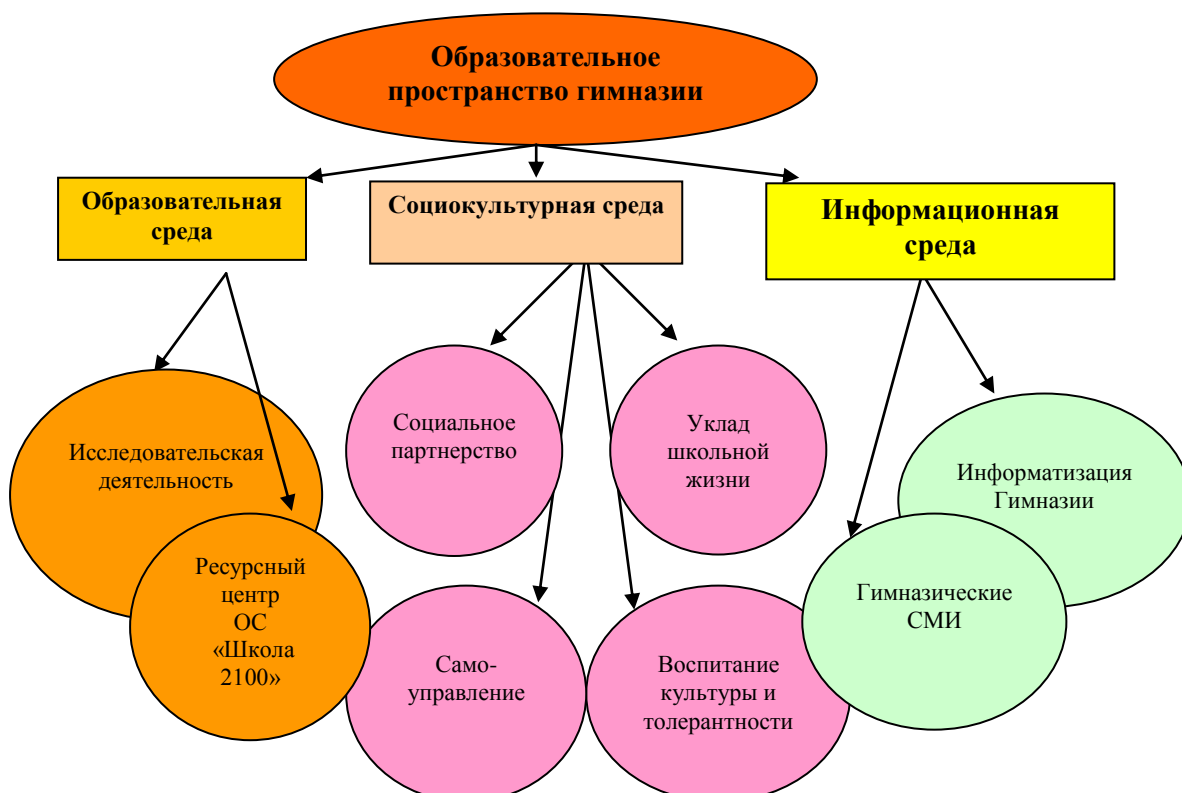 Образовательное
пространство гимназии
Образовательная
среда
Социокультурная среда
Информационная
среда
Исследовательская
деятельность
Ресурсный
центр
ОС
«Школа
2100»
Социальное
партнерство
Уклад
школьной
жизни
Само-
управление
Воспитание
культуры и
толерантности
Информатизация
Гимназии
Гимназические
СМИ